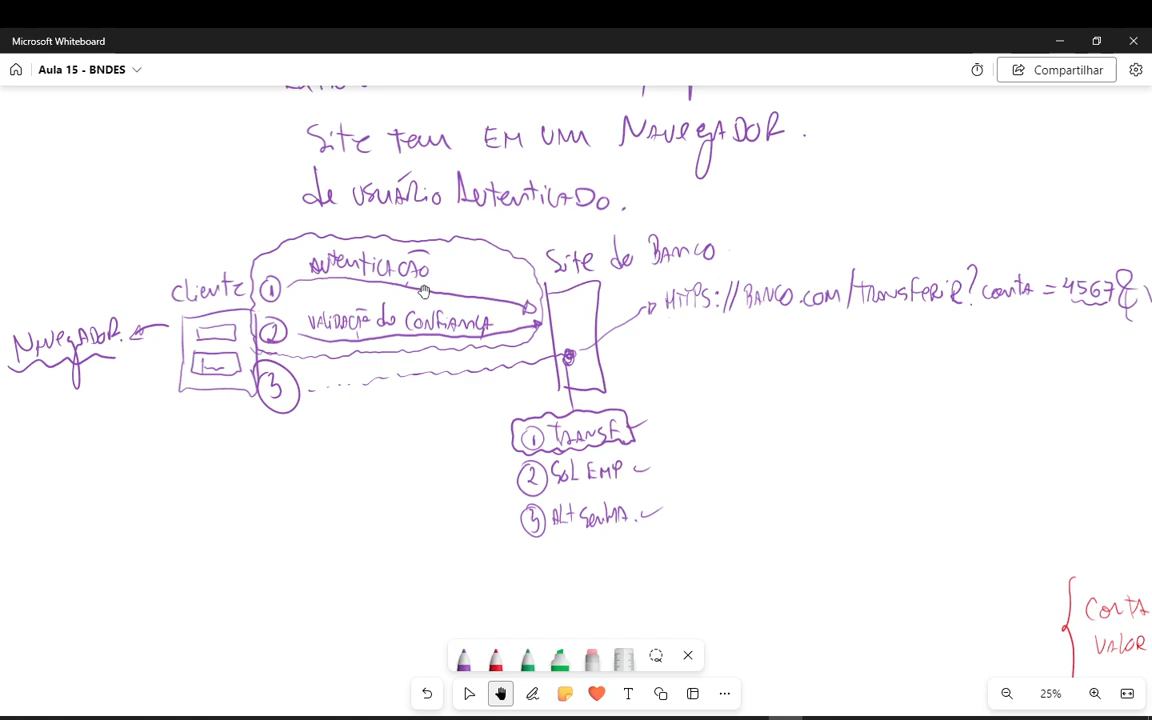 Microsoft Whiteboard
Aula 15 - BNDES
Compartilhar
Site tem EM UM NAVEGADOR.
de USUÁRIO AUTENTICADO.
Site do BANCO
AUTENTICAÇÃO
cliente
1
HTTPS://BANCO.COM/TRANSFERIR?conta=4567&
2
VALIDAÇÃO da CONFIANÇA
NAVEGADOR.
3
1 TRANSF
2 SOL EMP
3 ALT SENHA.
CONTA
VALOR
T
25%